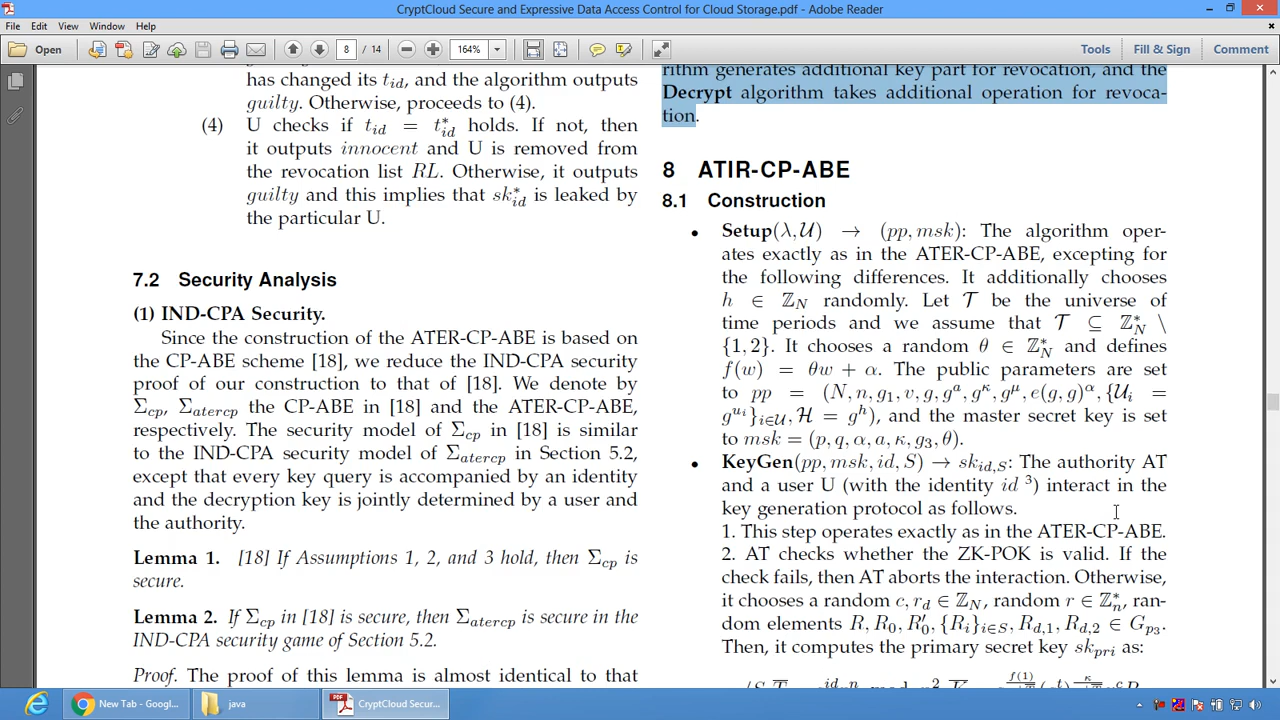 CryptCloud Secure and Expressive Data Access Control for Cloud Storage.pdf - Adobe Reader
File Edit View Window Help
Open 8 / 14 164% Tools Fill & Sign Comment
has changed its t_id, and the algorithm outputs
guilty. Otherwise, proceeds to (4).
(4) U checks if t_id = t*_id holds. If not, then
it outputs innocent and U is removed from
the revocation list RL. Otherwise, it outputs
guilty and this implies that sk*_id is leaked by
the particular U.
7.2 Security Analysis
(1) IND-CPA Security.
Since the construction of the ATER-CP-ABE is based on
the CP-ABE scheme [18], we reduce the IND-CPA security
proof of our construction to that of [18]. We denote by
Σ_cp, Σ_atercp the CP-ABE in [18] and the ATER-CP-ABE,
respectively. The security model of Σ_cp in [18] is similar
to the IND-CPA security model of Σ_atercp in Section 5.2,
except that every key query is accompanied by an identity
and the decryption key is jointly determined by a user and
the authority.
Lemma 1. [18] If Assumptions 1, 2, and 3 hold, then Σ_cp is
secure.
Lemma 2. If Σ_cp in [18] is secure, then Σ_atercp is secure in the
IND-CPA security game of Section 5.2.
Proof. The proof of this lemma is almost identical to that
rithm generates additional key part for revocation, and the
Decrypt algorithm takes additional operation for revoca-
tion.
8 ATIR-CP-ABE
8.1 Construction
• Setup(λ, U) → (pp, msk): The algorithm oper-
ates exactly as in the ATER-CP-ABE, excepting for
the following differences. It additionally chooses
h ∈ Z_N randomly. Let T be the universe of
time periods and we assume that T ⊆ Z*_N \
{1, 2}. It chooses a random θ ∈ Z*_N and defines
f(w) = θw + α. The public parameters are set
to pp = (N, n, g_1, v, g, g^a, g^κ, g^μ, e(g, g)^α, {U_i =
g^{u_i}}_{i∈U}, H = g^h), and the master secret key is set
to msk = (p, q, α, a, κ, g_3, θ).
• KeyGen(pp, msk, id, S) → sk_{id,S}: The authority AT
and a user U (with the identity id ³) interact in the
key generation protocol as follows.
1. This step operates exactly as in the ATER-CP-ABE.
2. AT checks whether the ZK-POK is valid. If the
check fails, then AT aborts the interaction. Otherwise,
it chooses a random c, r_d ∈ Z_N, random r ∈ Z*_n, ran-
dom elements R, R_0, R'_0, {R_i}_{i∈S}, R_{d,1}, R_{d,2} ∈ G_{p_3}.
Then, it computes the primary secret key sk_pri as:
New Tab - Googl... java CryptCloud Secur...